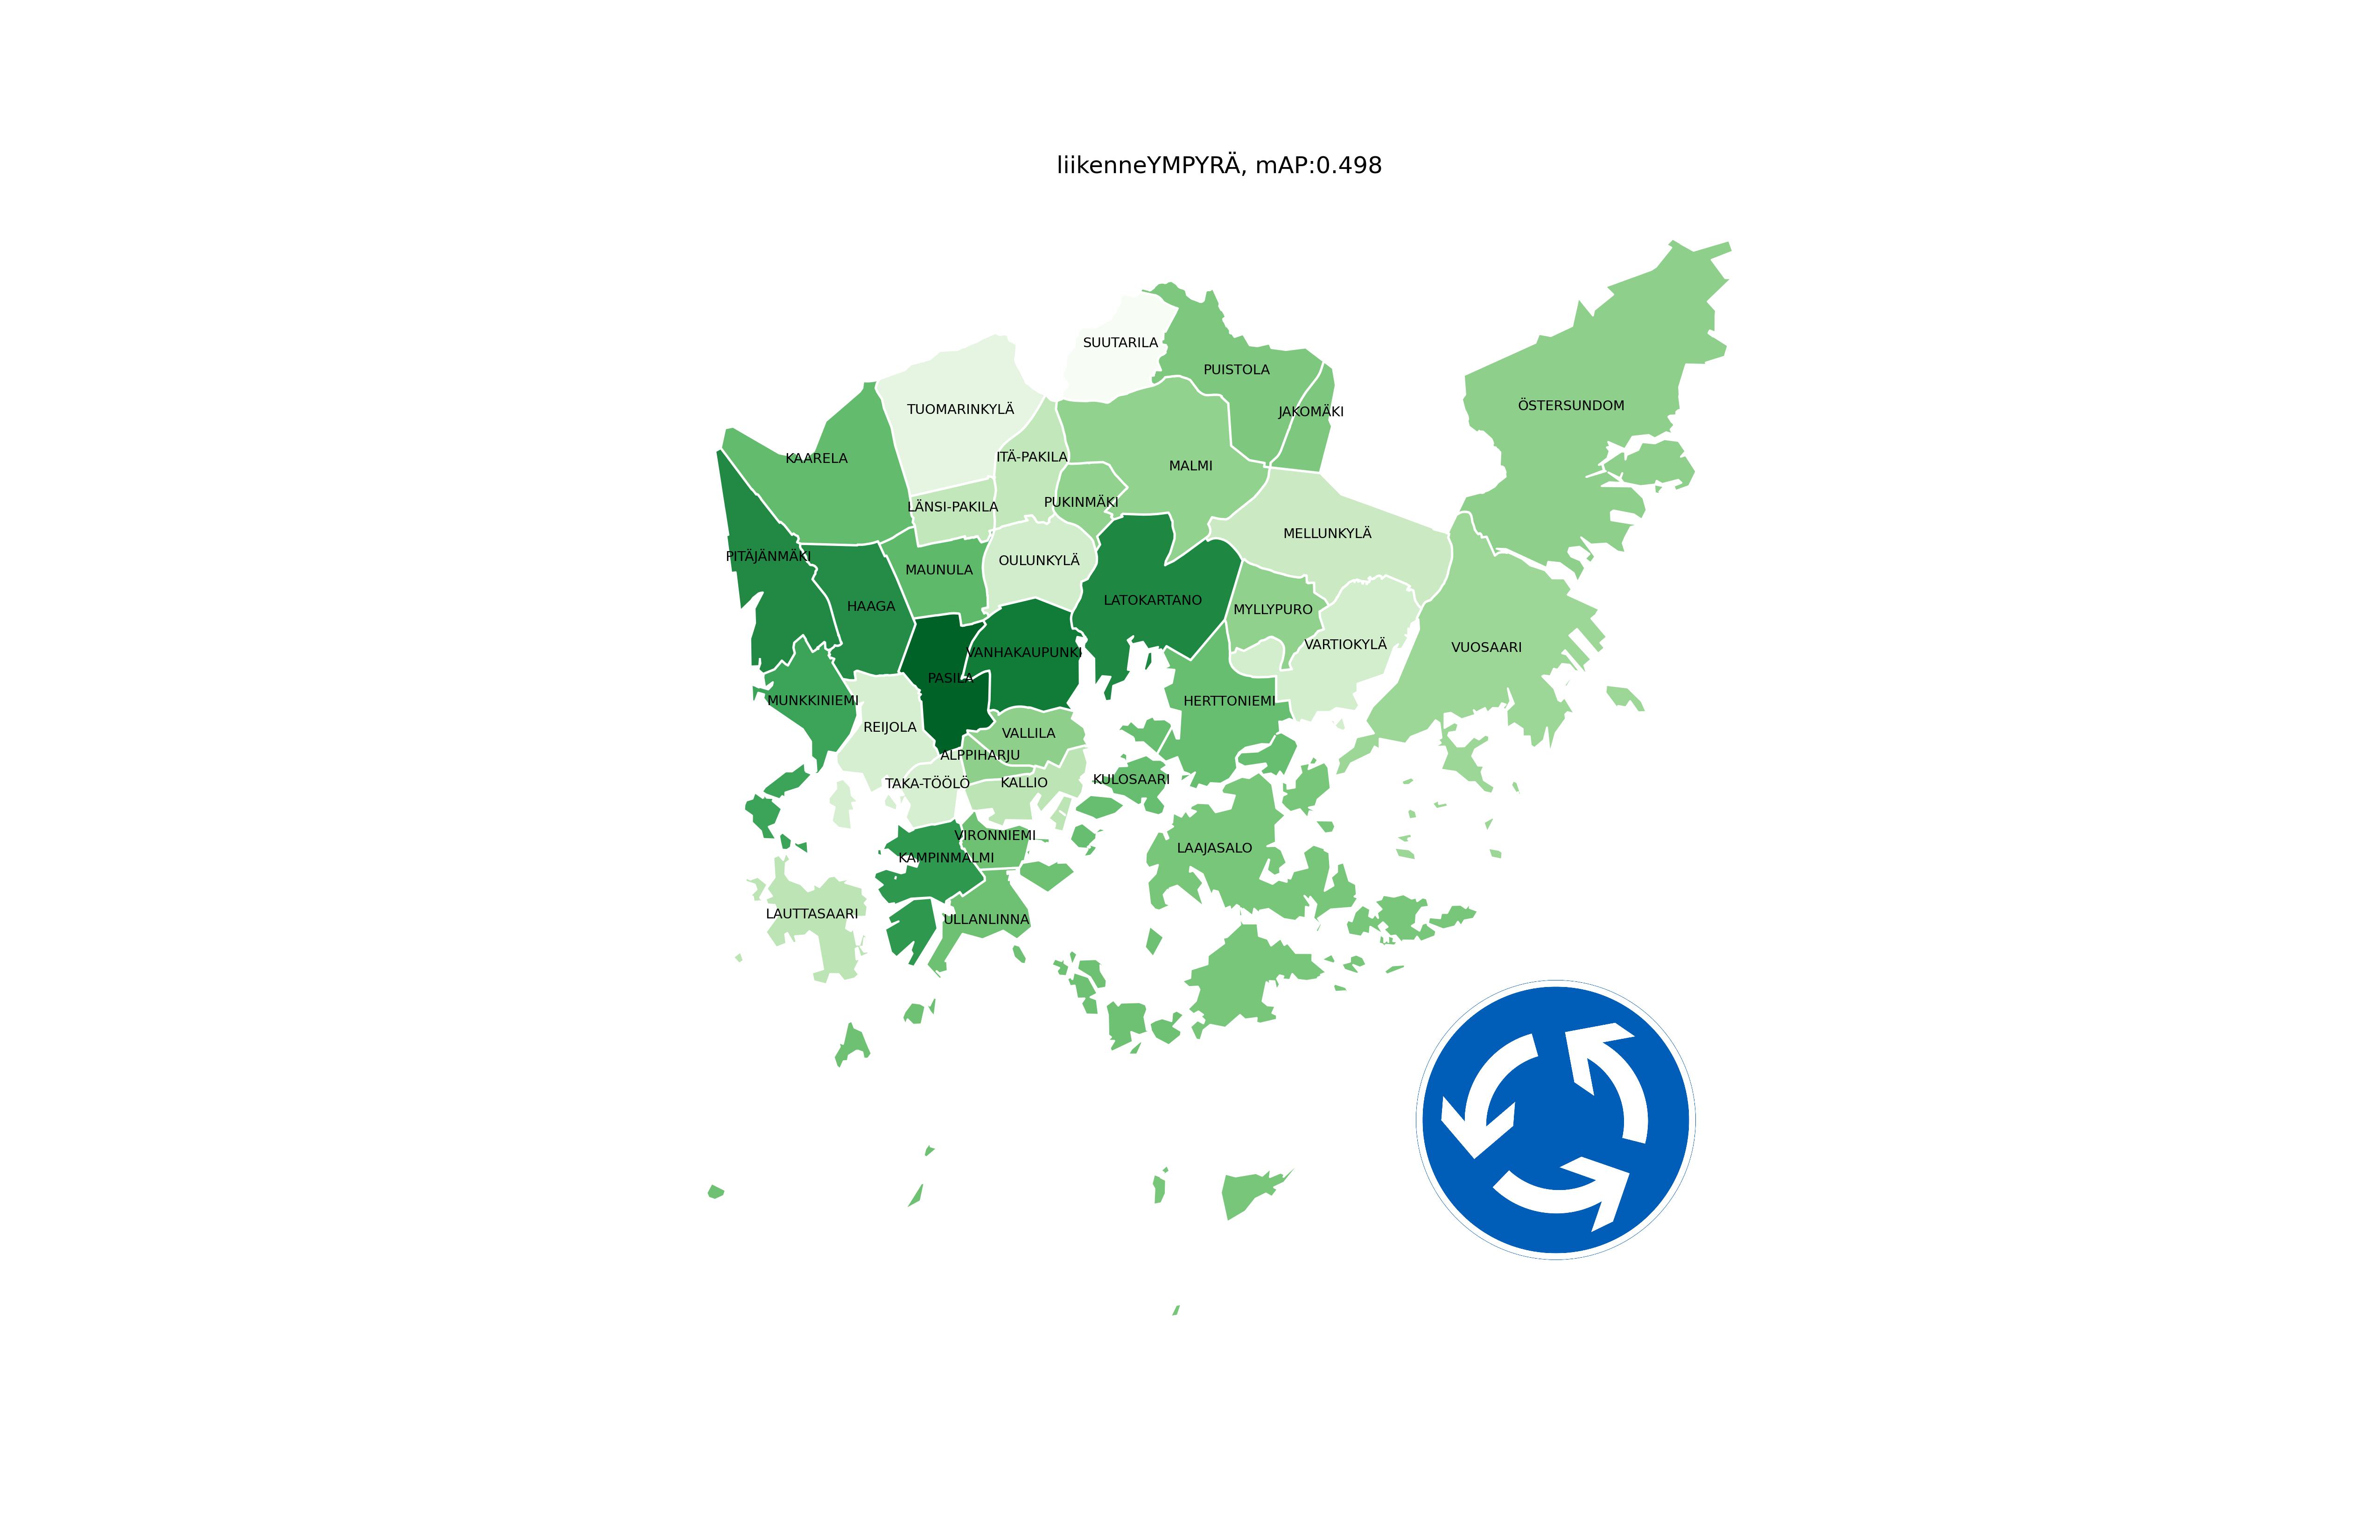 liikenneYMPYRÄ, mAP:0.498
SUUTARILA
PUISTOLA
ÖSTERSUNDOM
TUOMARINKYLÄ
JAKOMÄKI
KAARELA
ITÄ-PAKILA
MALMI
LÄNSI-PAKILA
PUKINMÄKI
MELLUNKYLÄ
PITÄJÄNMÄKI
OULUNKYLÄ
MAUNULA
HAAGA
LATOKARTANO
MYLLYPURO
VARTIOKYLÄ
VUOSAARI
VANHAKAUPUNKI
PASILA
MUNKKINIEMI
HERTTONIEMI
REIJOLA
VALLILA
ALPPIHARJU
TAKA-TÖÖLÖ
KALLIO
KULOSAARI
VIRONNIEMI
LAAJASALO
KAMPINMALMI
LAUTTASAARI
ULLANLINNA